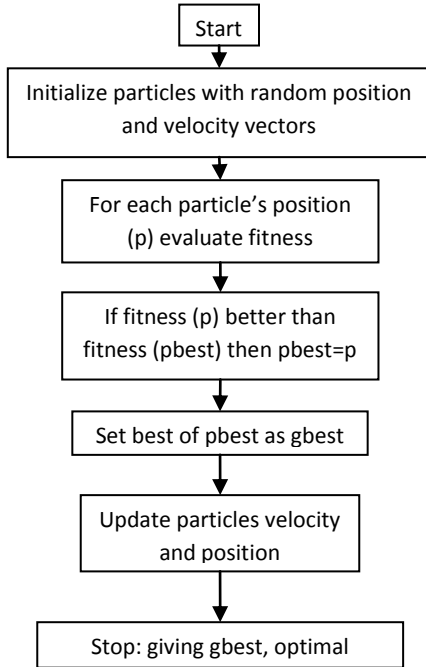 Start
Initialize particles with random position
and velocity vectors
For each particle’s position
(p) evaluate fitness
If fitness (p) better than
fitness (pbest) then pbest=p
Set best of pbest as gbest
Update particles velocity
and position
Stop: giving gbest, optimal